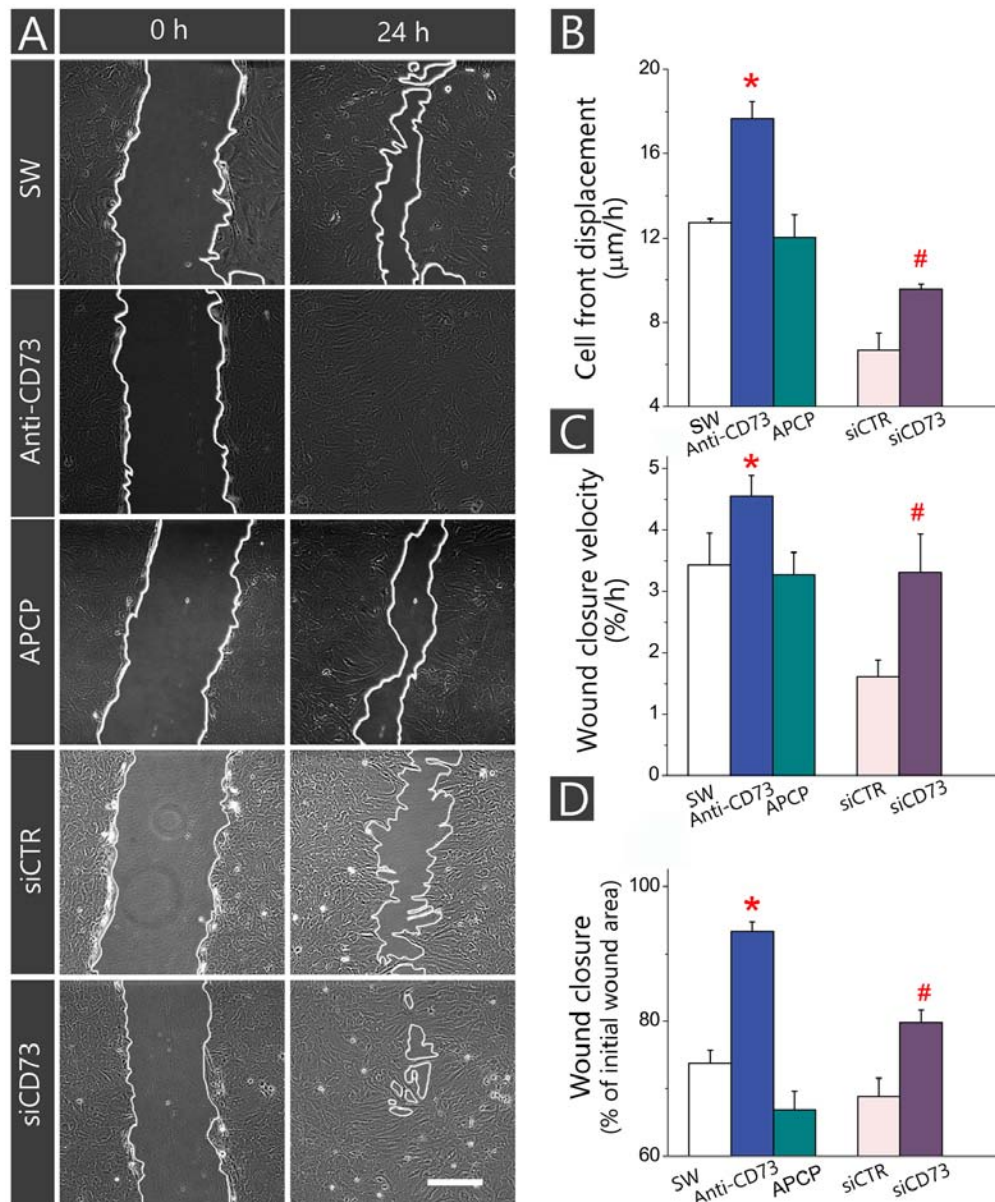 A
0 h
24 h
SW
Anti-CD73
APCP
siCTR
siCD73
B
Cell front displacement
(μm/h)
20
16
12
8
4
SW
Anti-CD73
APCP
siCTR
siCD73
*
#
C
Wound closure velocity
(%/h)
5
4
3
2
1
0
SW
Anti-CD73
APCP
siCTR
siCD73
*
#
D
Wound closure
(% of initial wound area)
100
80
60
SW
Anti-CD73
APCP
siCTR
siCD73
*
#